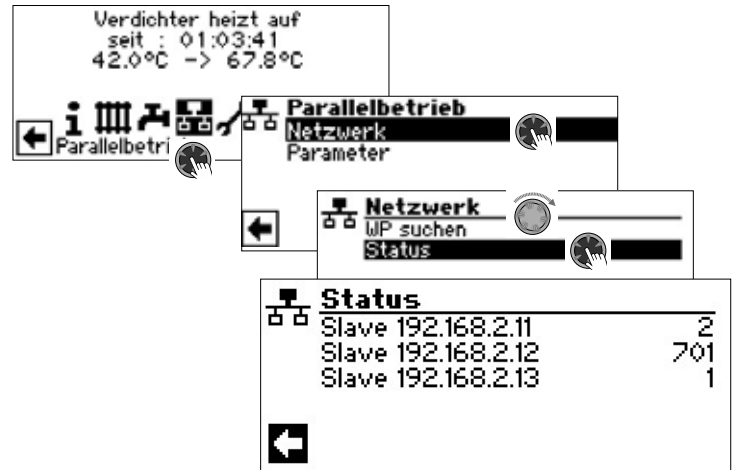 Verdichter heizt auf
seit : 01:03:41
42.0°C -> 67.8°C
Parallelbetri
Parallelbetrieb
Netzwerk
Parameter
Netzwerk
WP suchen
Status
Status
Slave 192.168.2.11 2
Slave 192.168.2.12 701
Slave 192.168.2.13 1